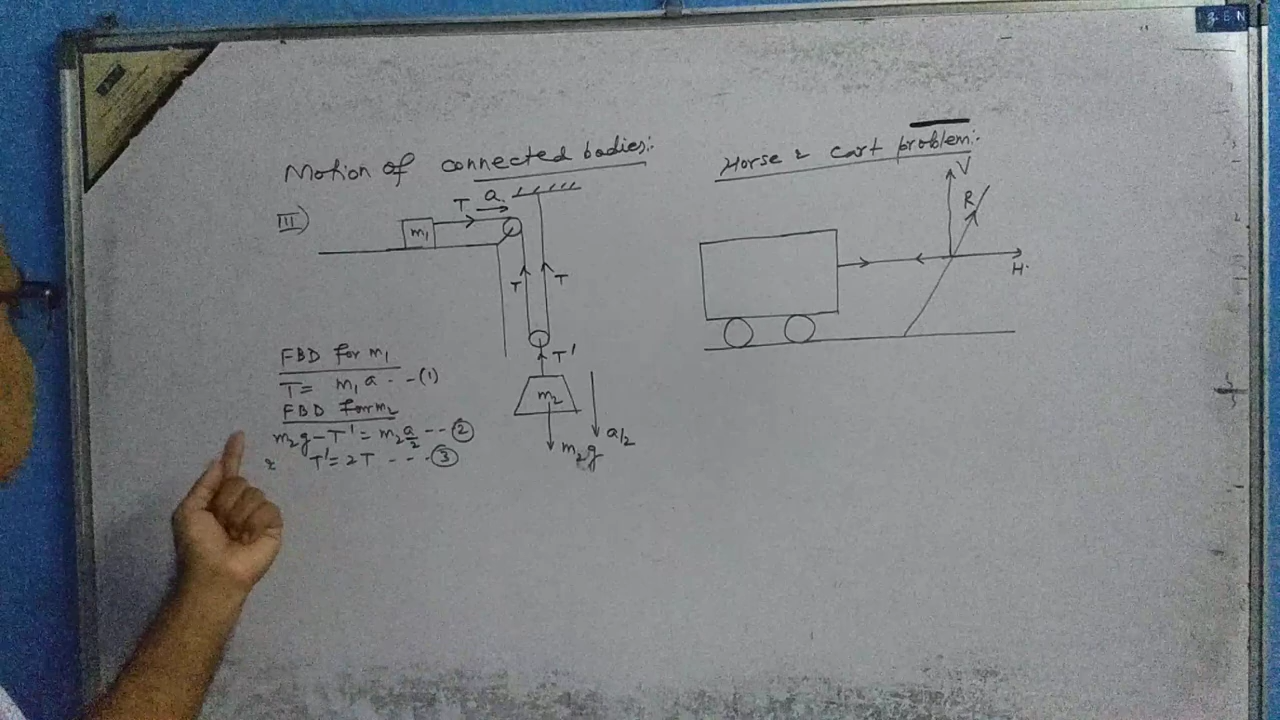 Motion of connected bodies:
III)
T a
m₁
T T
T'
m₂
a/2
m₂g
FBD for m₁
T = m₁a --(1)
FBD for m₂
m₂g - T' = m₂ a/2 -- ②
T' = 2T --- ③
Horse & cart problem:
V
R
H